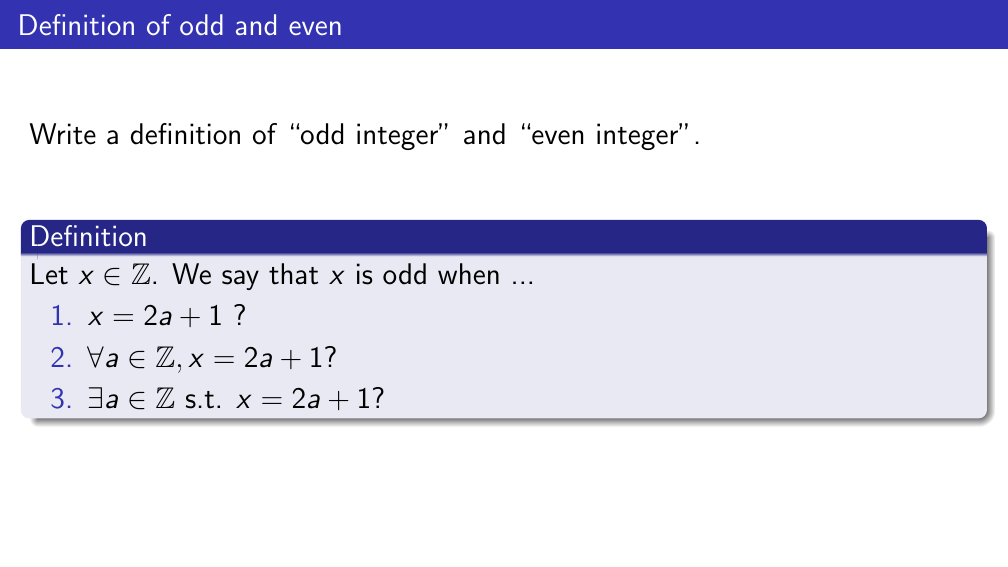 Definition of odd and even
Write a definition of “odd integer” and “even integer”.
Definition
Let x ∈ ℤ. We say that x is odd when ...
1. x = 2a + 1 ?
2. ∀a ∈ ℤ, x = 2a + 1?
3. ∃a ∈ ℤ s.t. x = 2a + 1?